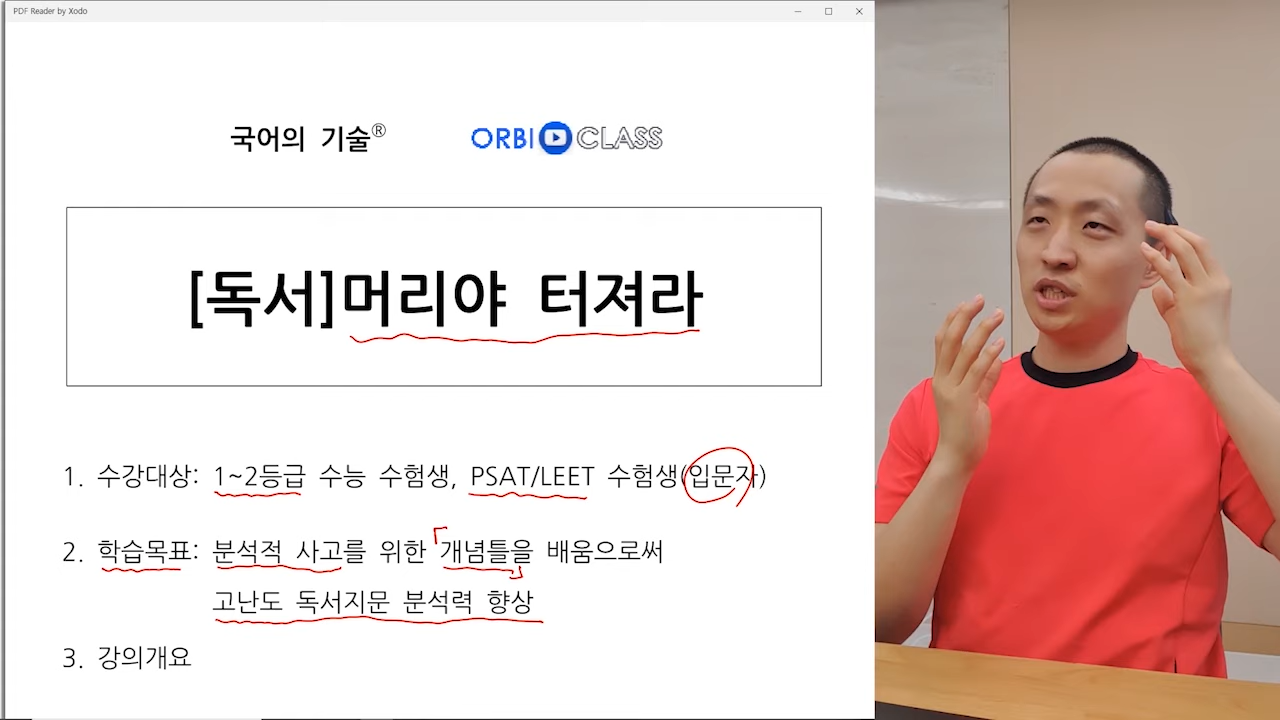 PDF Reader by Xodo
국어의 기술®
ORBI CLASS
[독서]머리야 터져라
1. 수강대상: 1~2등급 수능 수험생, PSAT/LEET 수험생(입문자)
2. 학습목표: 분석적 사고를 위한 「개념틀을」 배움으로써
고난도 독서지문 분석력 향상
3. 강의개요